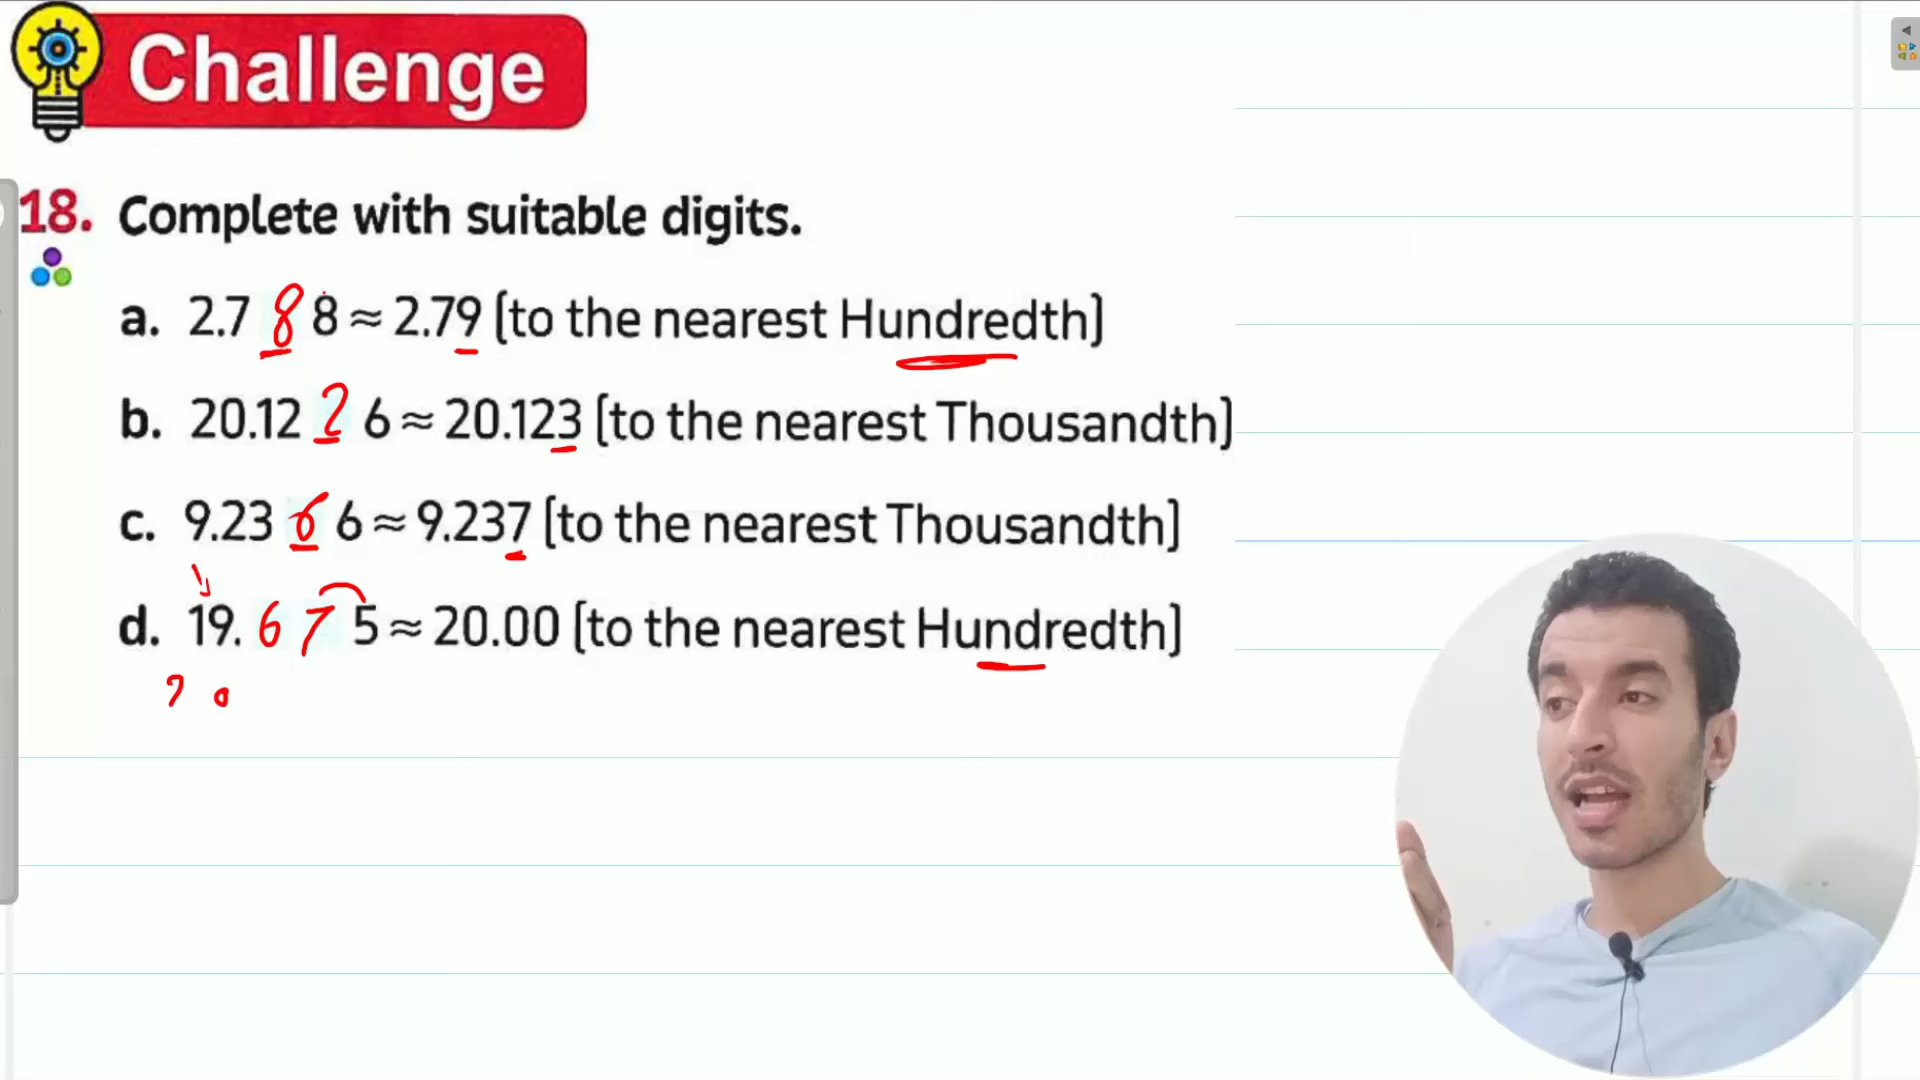 Challenge
18. Complete with suitable digits.
a. 2.7 8 8 ≈ 2.79 [to the nearest Hundredth]
b. 20.12 2 6 ≈ 20.123 [to the nearest Thousandth]
c. 9.23 6 6 ≈ 9.237 [to the nearest Thousandth]
d. 19. 6 7 5 ≈ 20.00 [to the nearest Hundredth]
2 0